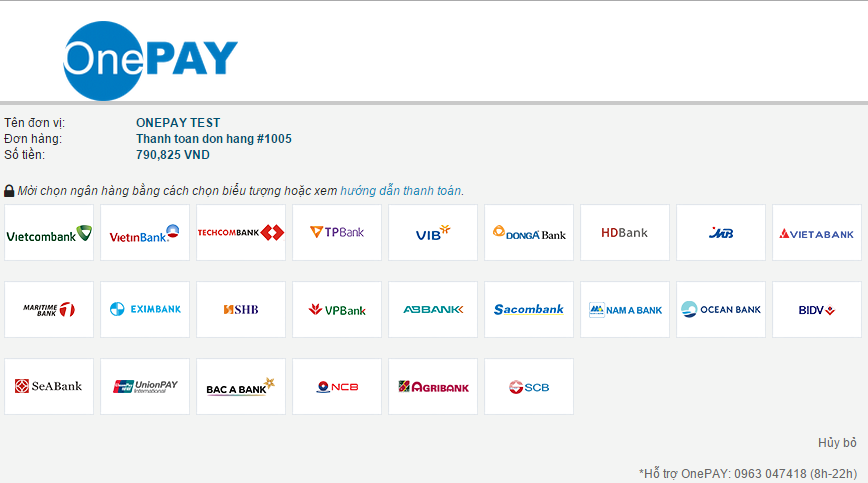 OnePAY
Tên đơn vị: ONEPAY TEST
Đơn hàng: Thanh toan don hang #1005
Số tiền: 790,825 VND
Mời chọn ngân hàng bằng cách chọn biểu tượng hoặc xem hướng dẫn thanh toán.
Vietcombank VietinBank TECHCOMBANK TPBank VIB DONGA Bank HDBank MB VIETABANK
MARITIME BANK EXIMBANK SHB VPBank ABBANK Sacombank NAM A BANK OCEAN BANK BIDV
SeABank UnionPAY International BAC A BANK NCB AGRIBANK SCB
Hủy bỏ
*Hỗ trợ OnePAY: 0963 047418 (8h-22h)